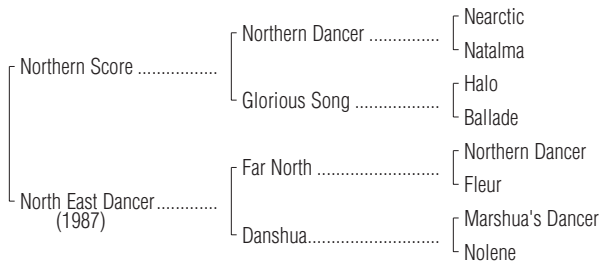 Nearctic
Northern Dancer ...............
Natalma
Northern Score .................
Halo
Glorious Song ..................
Ballade
Northern Dancer
Far North ..........................
Fleur
North East Dancer.............
(1987)
Marshua's Dancer
Danshua............................
Nolene